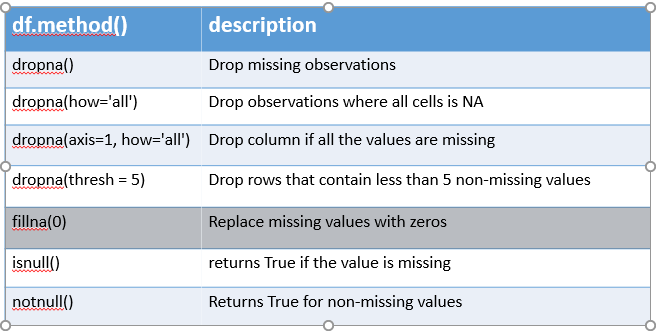 df.method() description
dropna() Drop missing observations
dropna(how='all') Drop observations where all cells is NA
dropna(axis=1, how='all') Drop column if all the values are missing
dropna(thresh = 5) Drop rows that contain less than 5 non-missing values
fillna(0) Replace missing values with zeros
isnull() returns True if the value is missing
notnull() Returns True for non-missing values